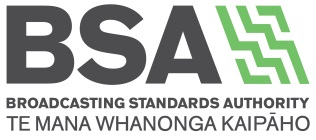 BSA
BROADCASTING STANDARDS AUTHORITY
TE MANA WHANONGA KAIPĀHO